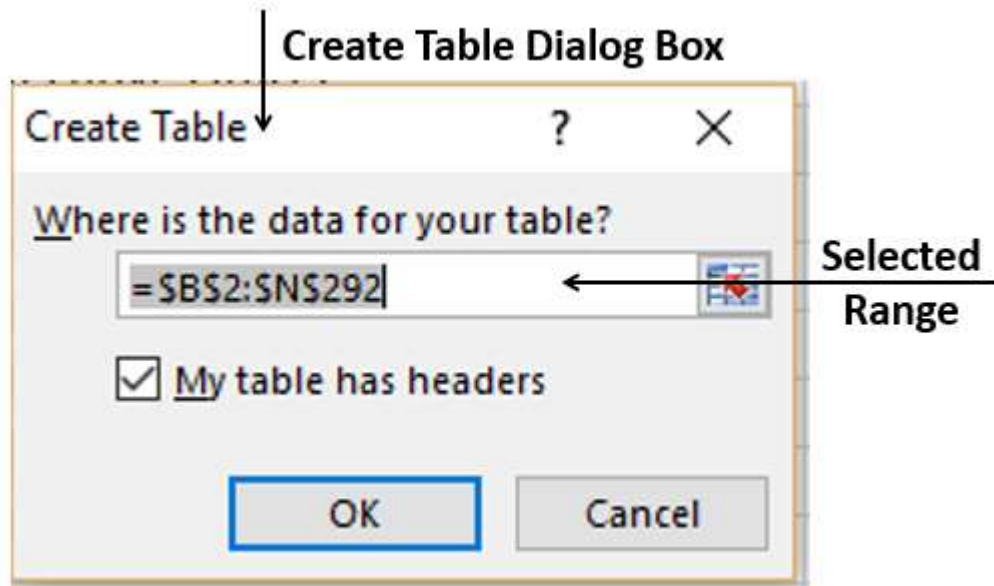 Create Table Dialog Box
Create Table ?
Where is the data for your table?
=$B$2:$N$292
Selected
Range
My table has headers
OK Cancel